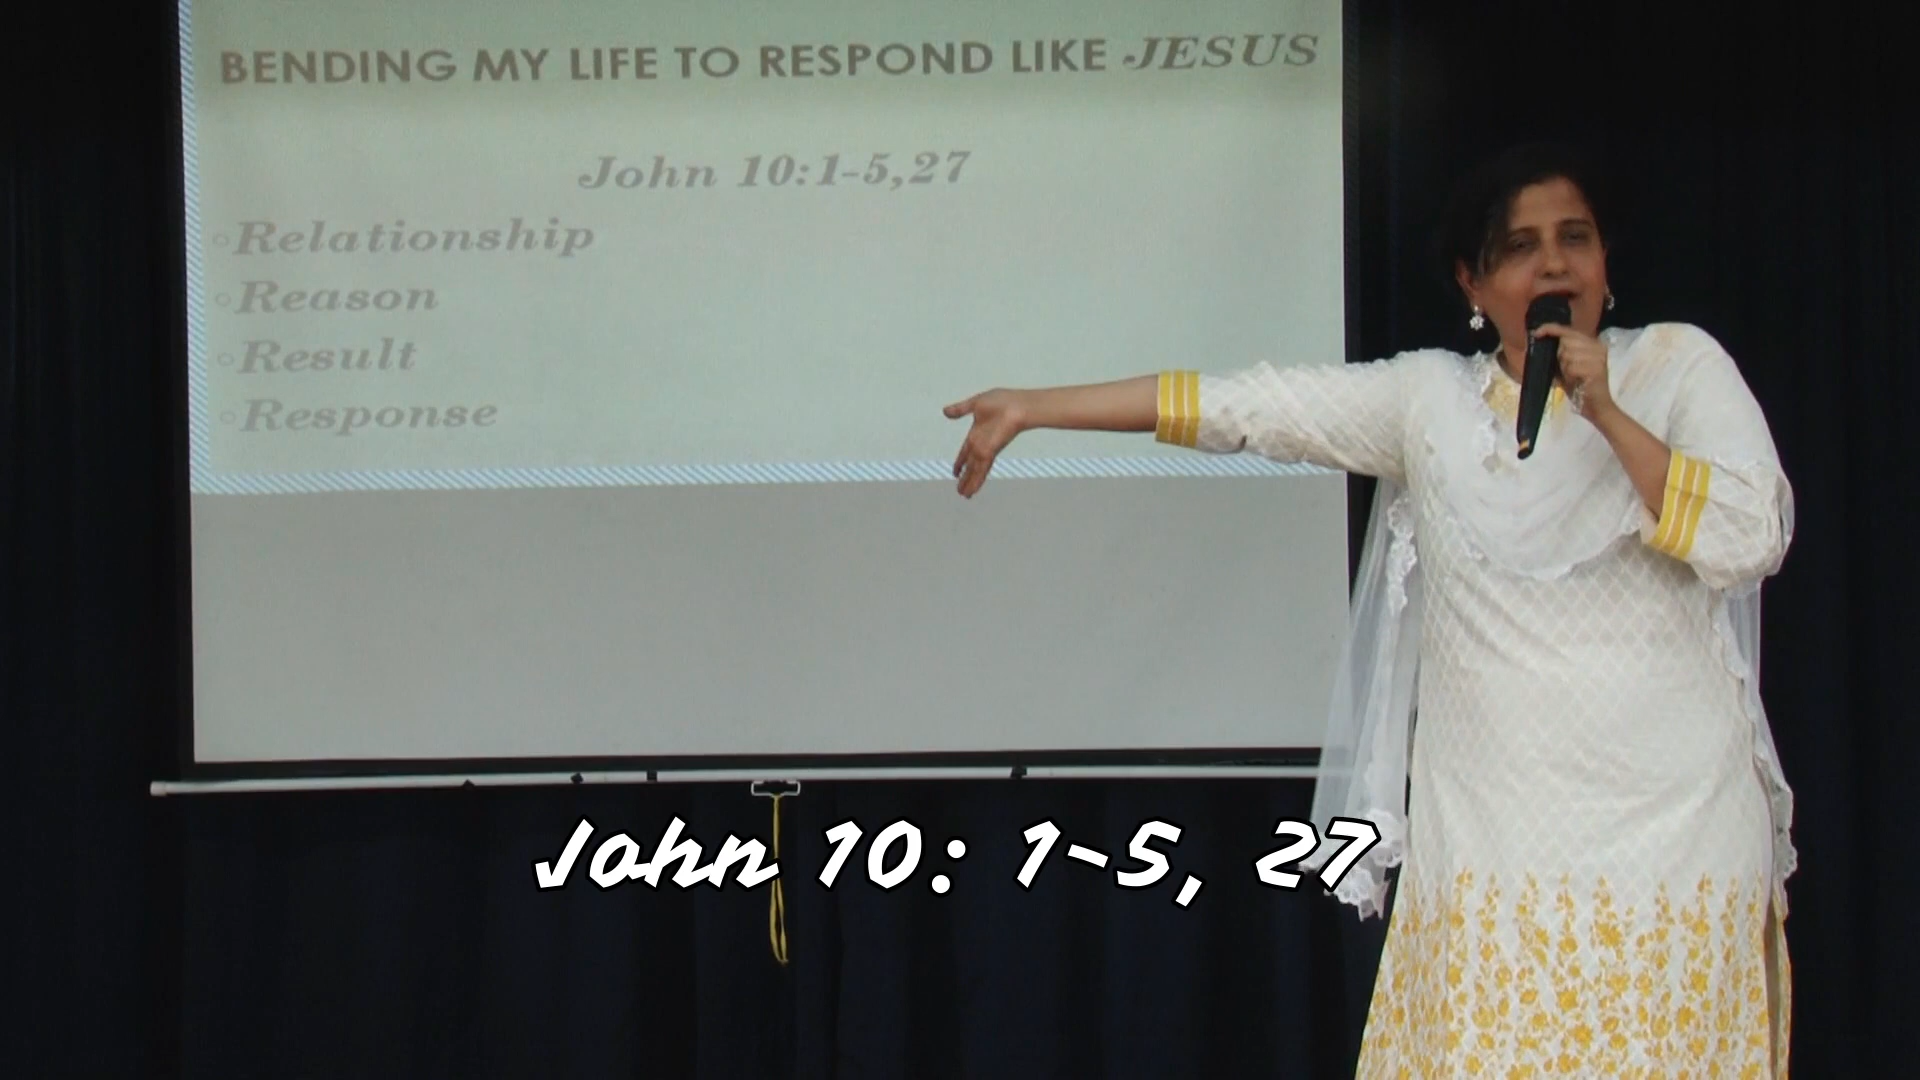 BENDING MY LIFE TO RESPOND LIKE JESUS
John 10:1-5,27
○Relationship
○Reason
○Result
○Response
John 10: 1-5, 27